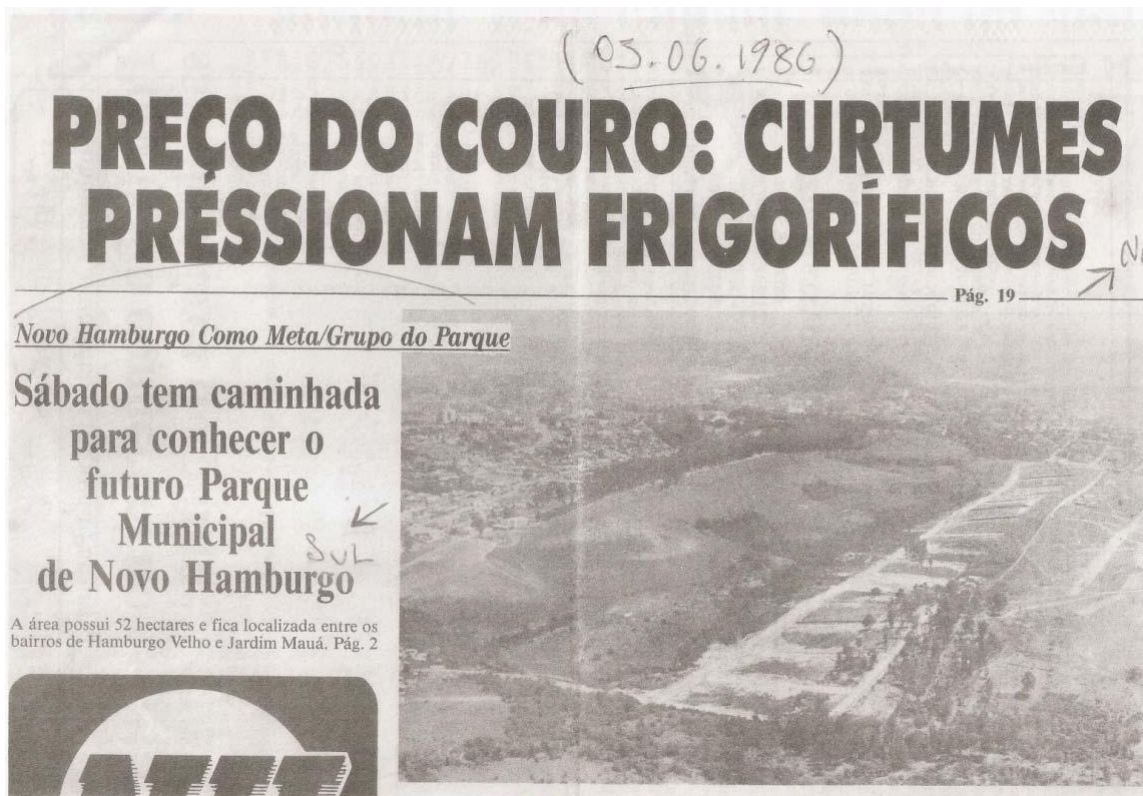 (05.06.1986)
PREÇO DO COURO: CURTUMES
PRESSIONAM FRIGORÍFICOS
Pág. 19
Novo Hamburgo Como Meta/Grupo do Parque
Sábado tem caminhada
para conhecer o
futuro Parque
Municipal
SUL
de Novo Hamburgo
A área possui 52 hectares e fica localizada entre os
bairros de Hamburgo Velho e Jardim Mauá. Pág. 2